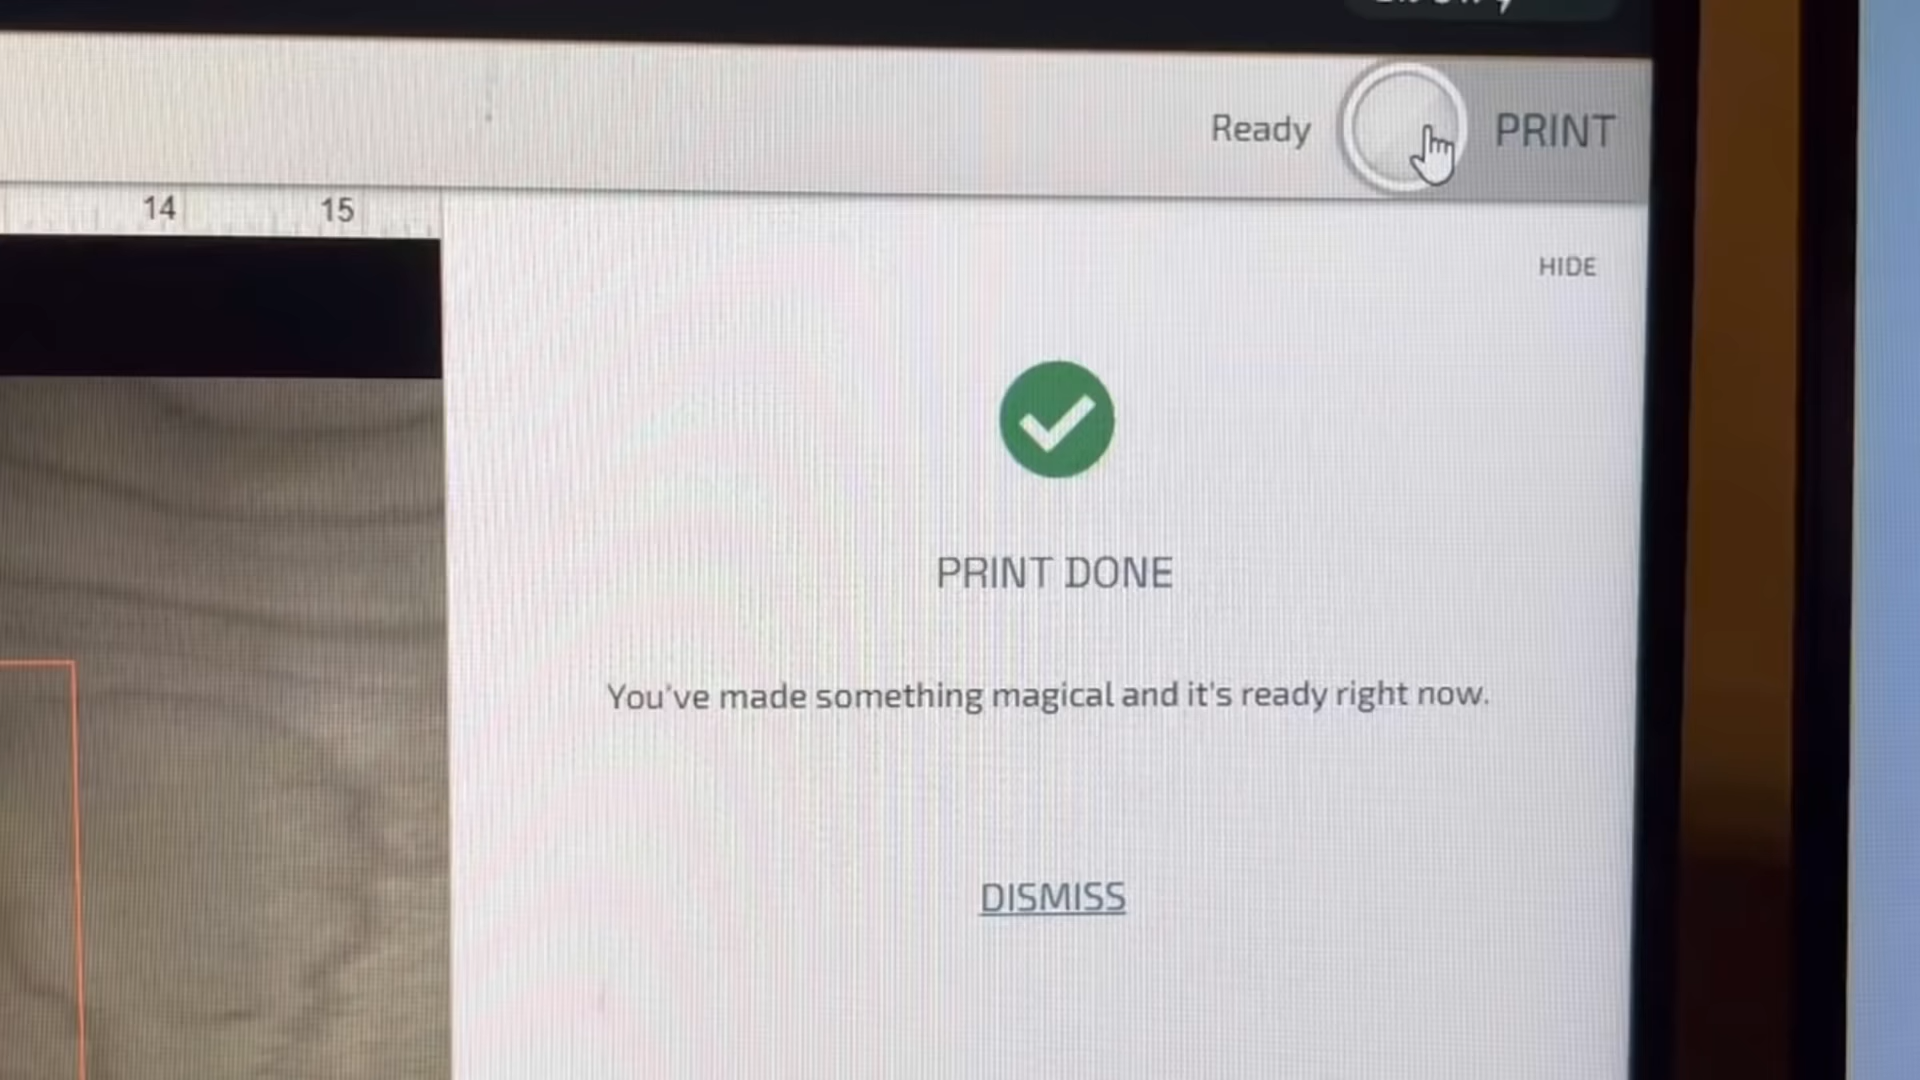 Ready
PRINT
14 15
HIDE
PRINT DONE
You've made something magical and it's ready right now.
DISMISS